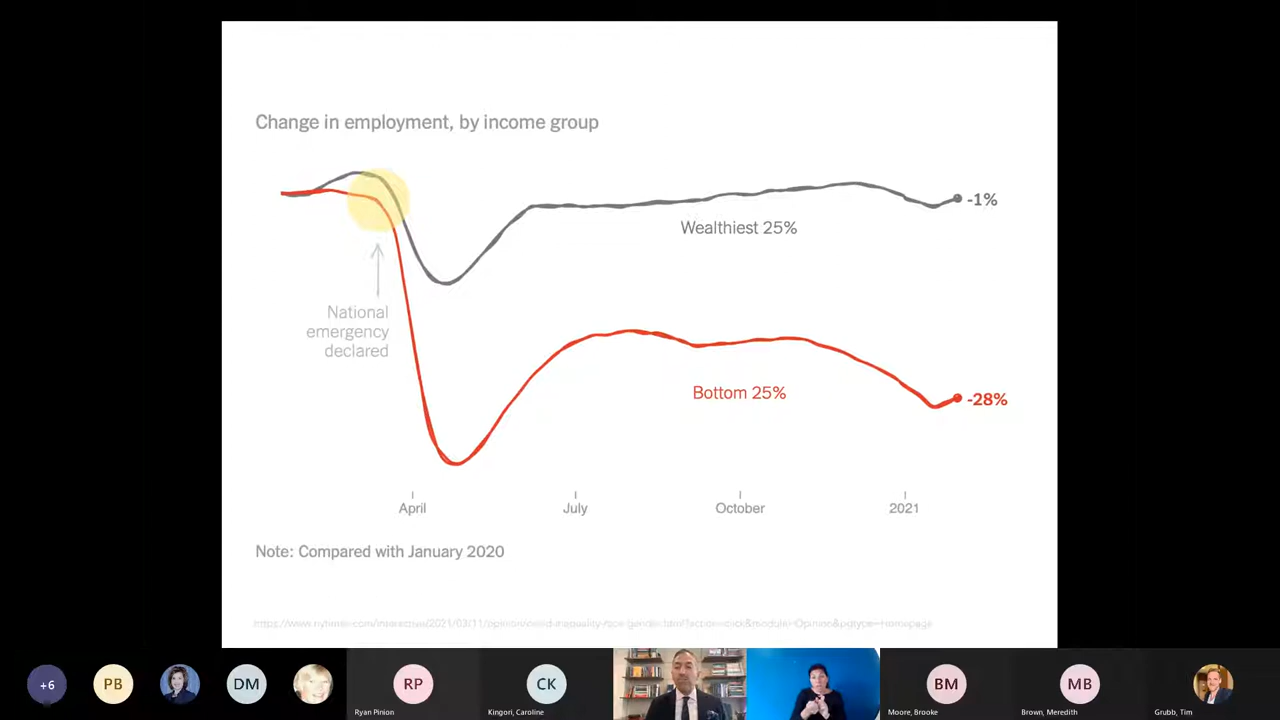 Change in employment, by income group
-1%
Wealthiest 25%
National
emergency
declared
Bottom 25%
-28%
April July October 2021
Note: Compared with January 2020
+6 PB DM RP CK BM MB
Ryan Pinion Kingori, Caroline Moore, Brooke Brown, Meredith Grubb, Tim